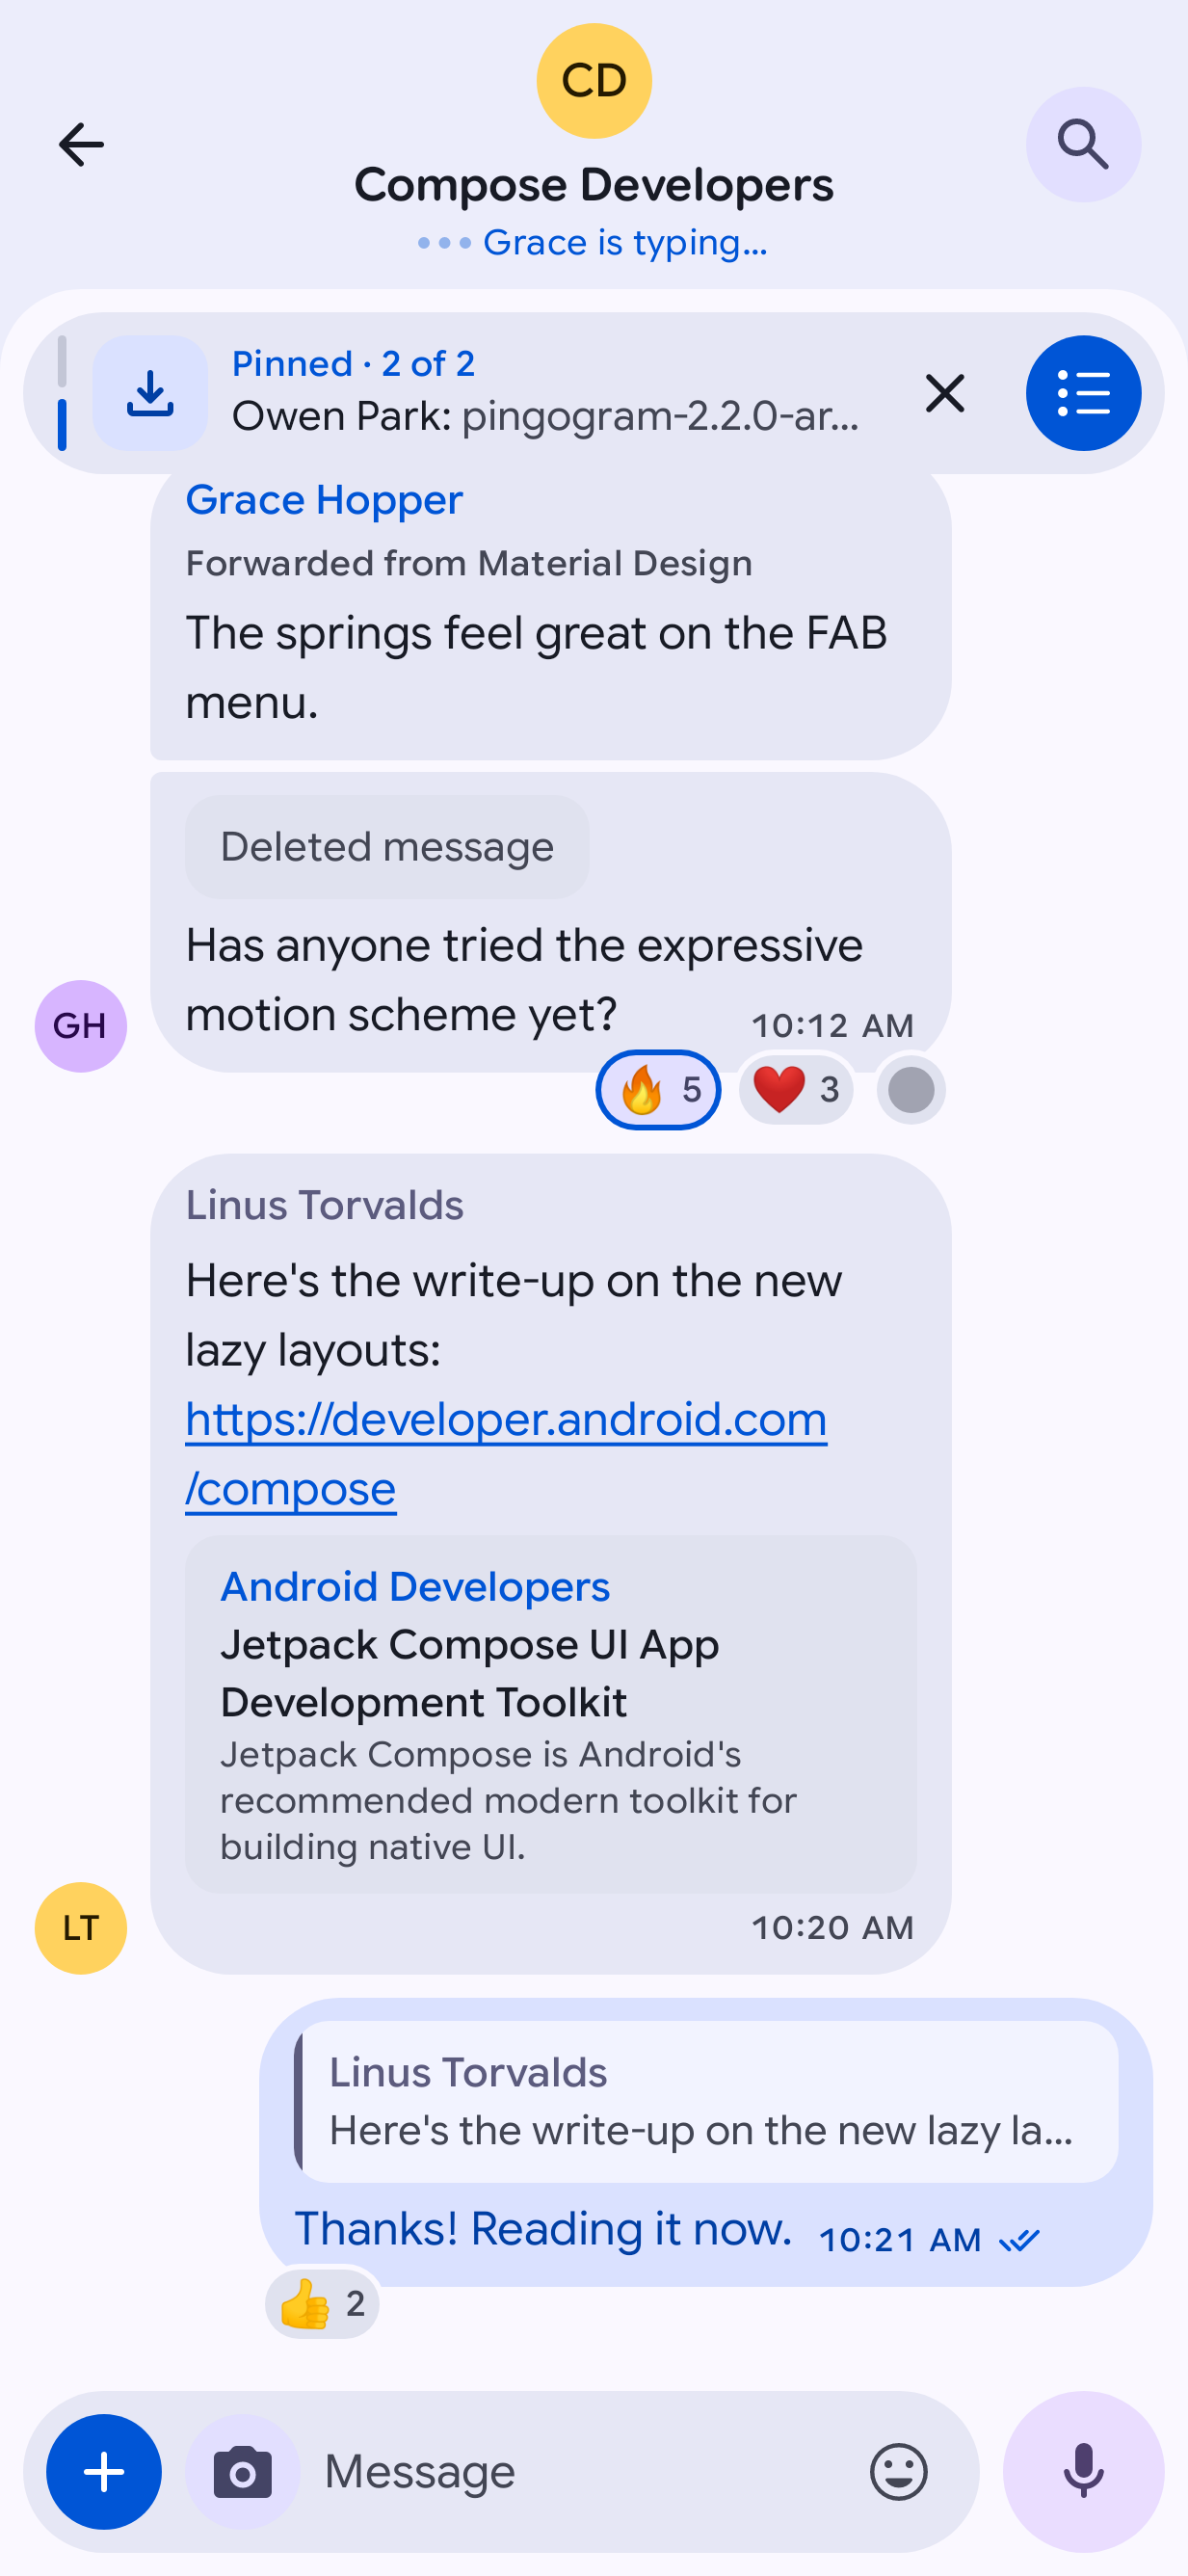 CD
Compose Developers
Grace is typing...
Pinned · 2 of 2
Owen Park: pingogram-2.2.0-ar...
Grace Hopper
Forwarded from Material Design
The springs feel great on the FAB
menu.
Deleted message
Has anyone tried the expressive
motion scheme yet?
10:12 AM
GH
5
3
Linus Torvalds
Here's the write-up on the new
lazy layouts:
https://developer.android.com
/compose
Android Developers
Jetpack Compose UI App
Development Toolkit
Jetpack Compose is Android's
recommended modern toolkit for
building native UI.
LT
10:20 AM
Linus Torvalds
Here's the write-up on the new lazy la...
Thanks! Reading it now. 10:21 AM
2
Message